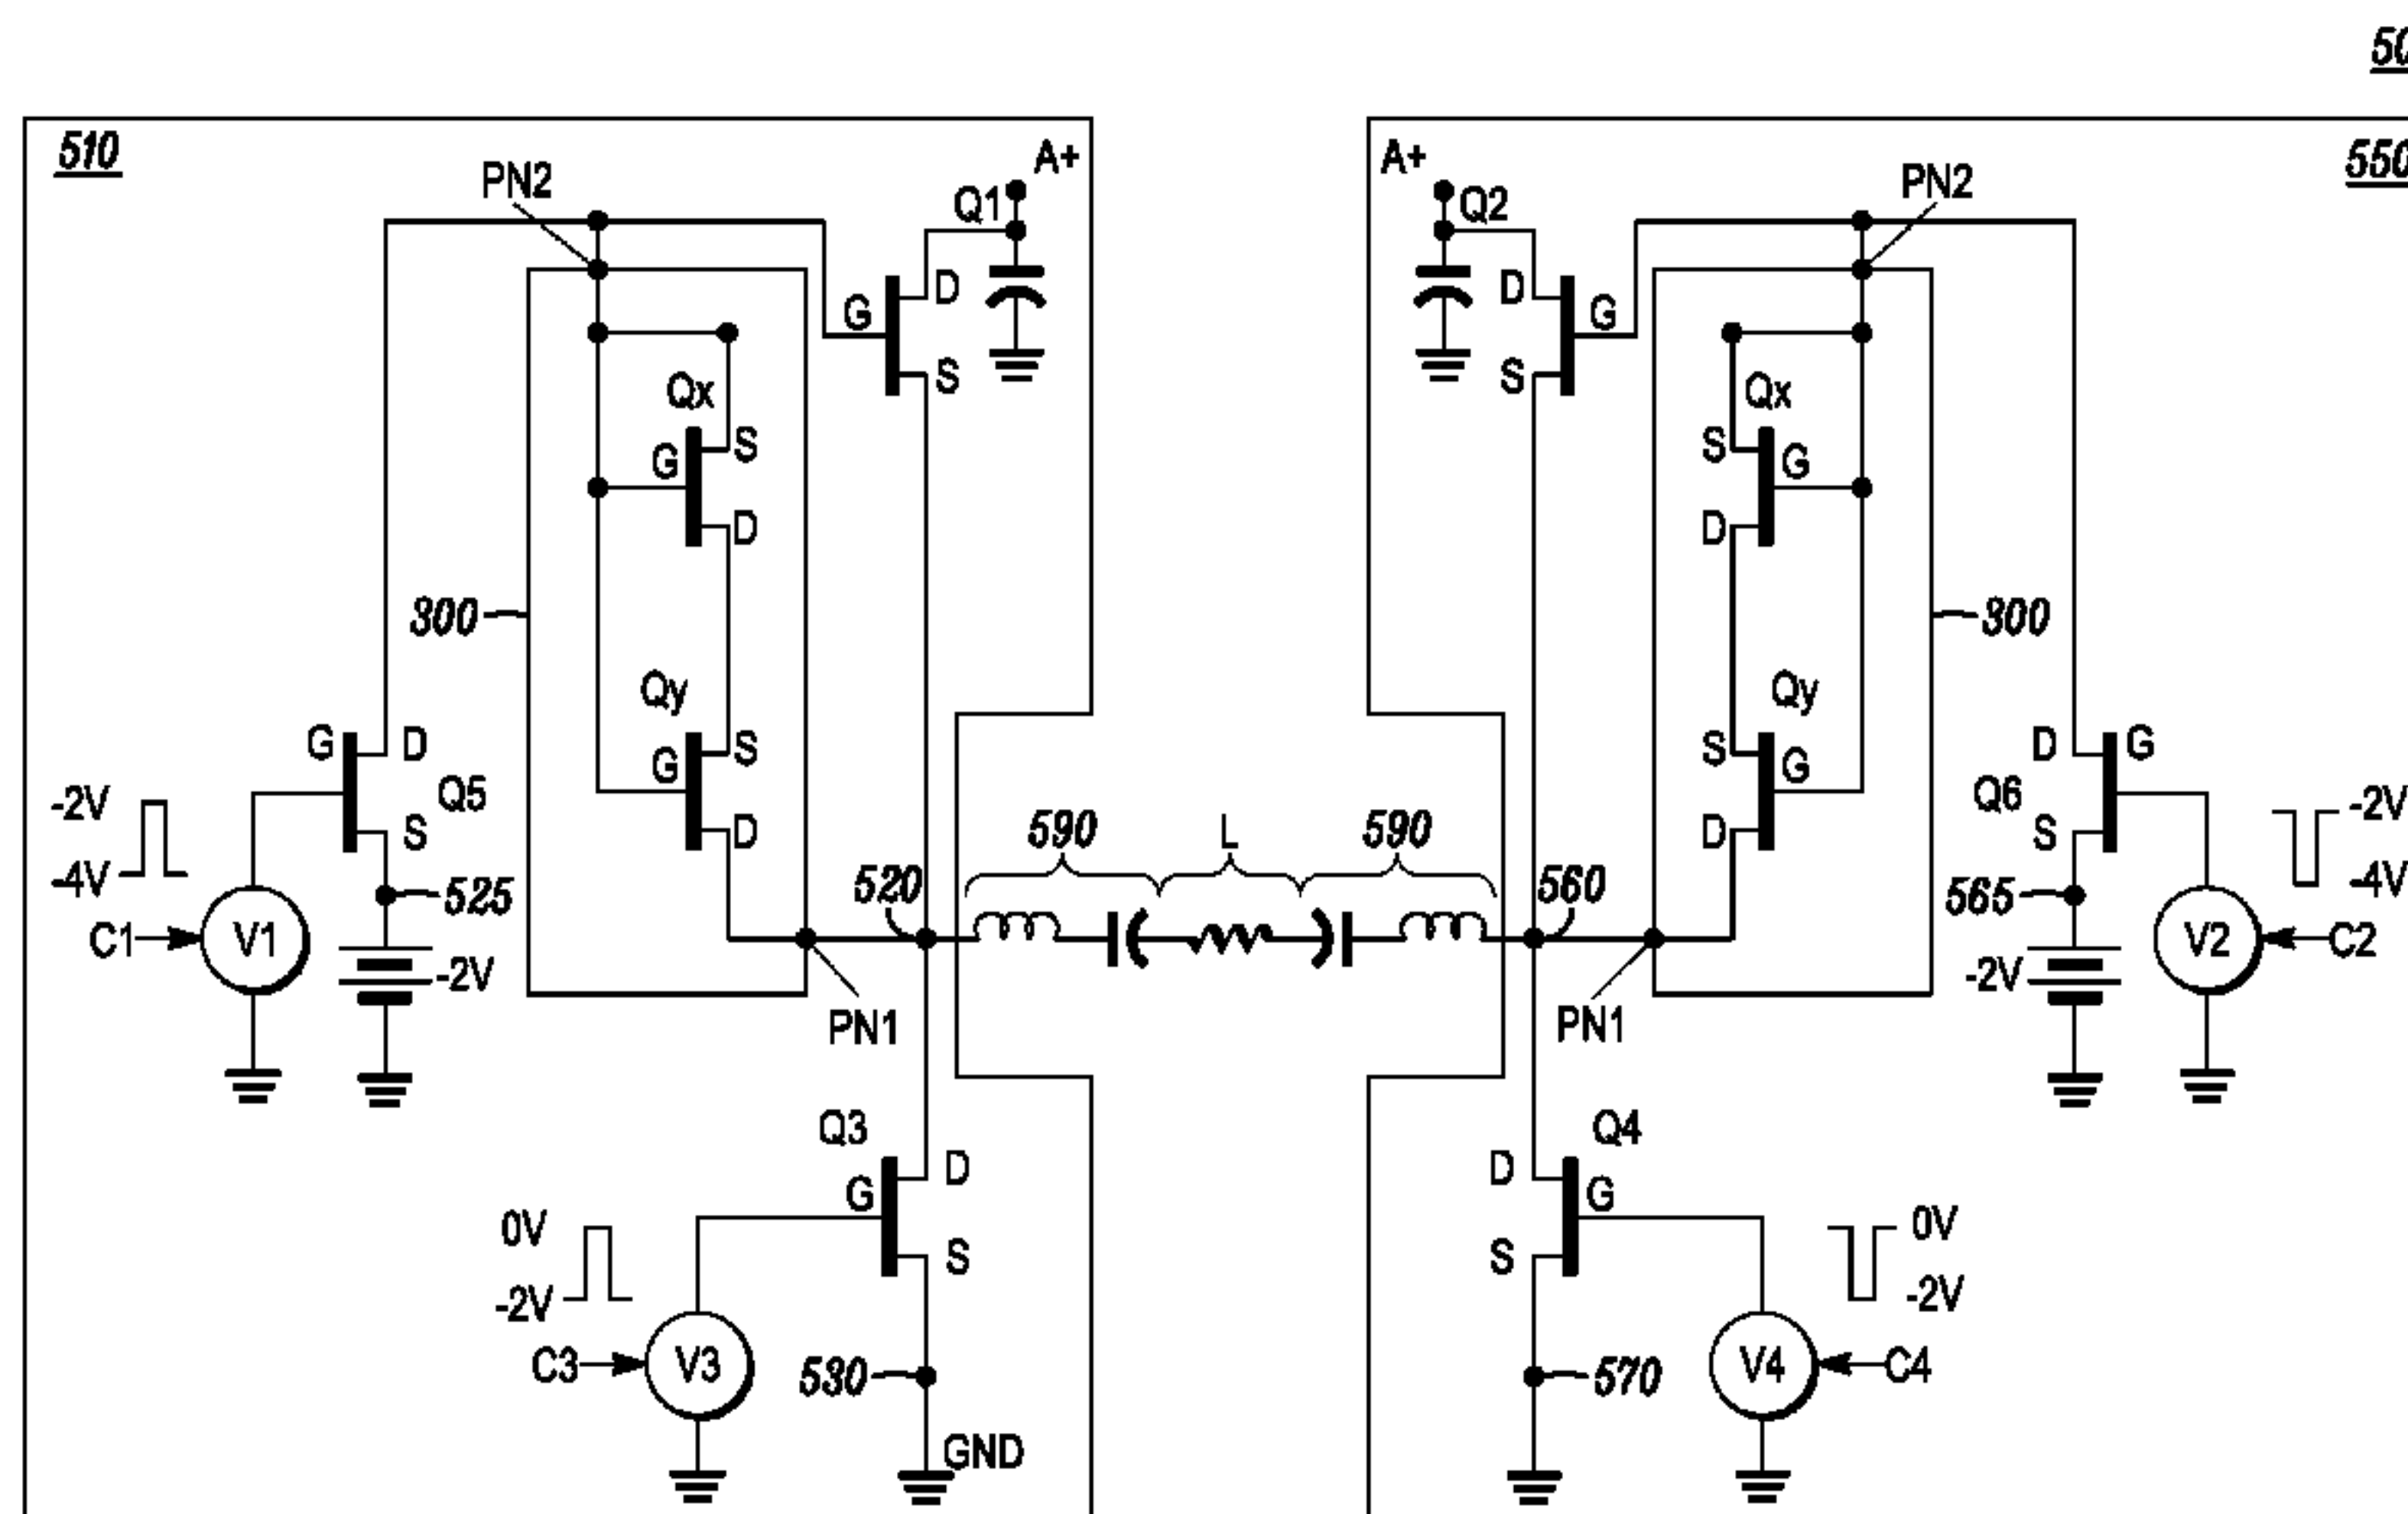 510
PN2
A+
Q1
G
D
S
A+
Q2
D
G
S
PN2
550
Qx
G
S
D
Qx
S
G
D
300
300
Qy
G
S
D
Qy
S
G
D
G
D
Q5
S
-2V
-4V
C1
V1
525
-2V
520
590
L
590
560
PN1
PN1
D
G
Q6
S
-2V
-4V
565
-2V
V2
C2
Q3
G
D
S
0V
-2V
C3
V3
530
GND
Q4
D
G
S
0V
-2V
V4
C4
570